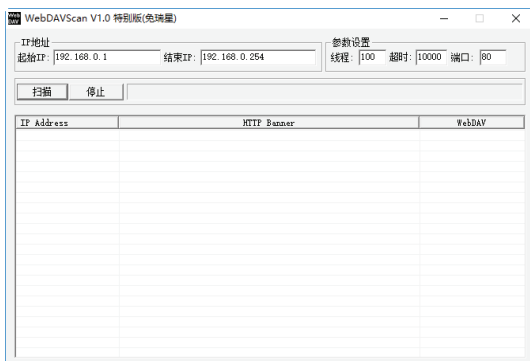 Web DAV WebDAVScan V1.0 特别版(免瑞星)
IP地址
起始IP: 192.168.0.1 结束IP: 192.168.0.254
参数设置
线程: 100 超时: 10000 端口: 80
扫描 停止
IP Address HTTP Banner WebDAV